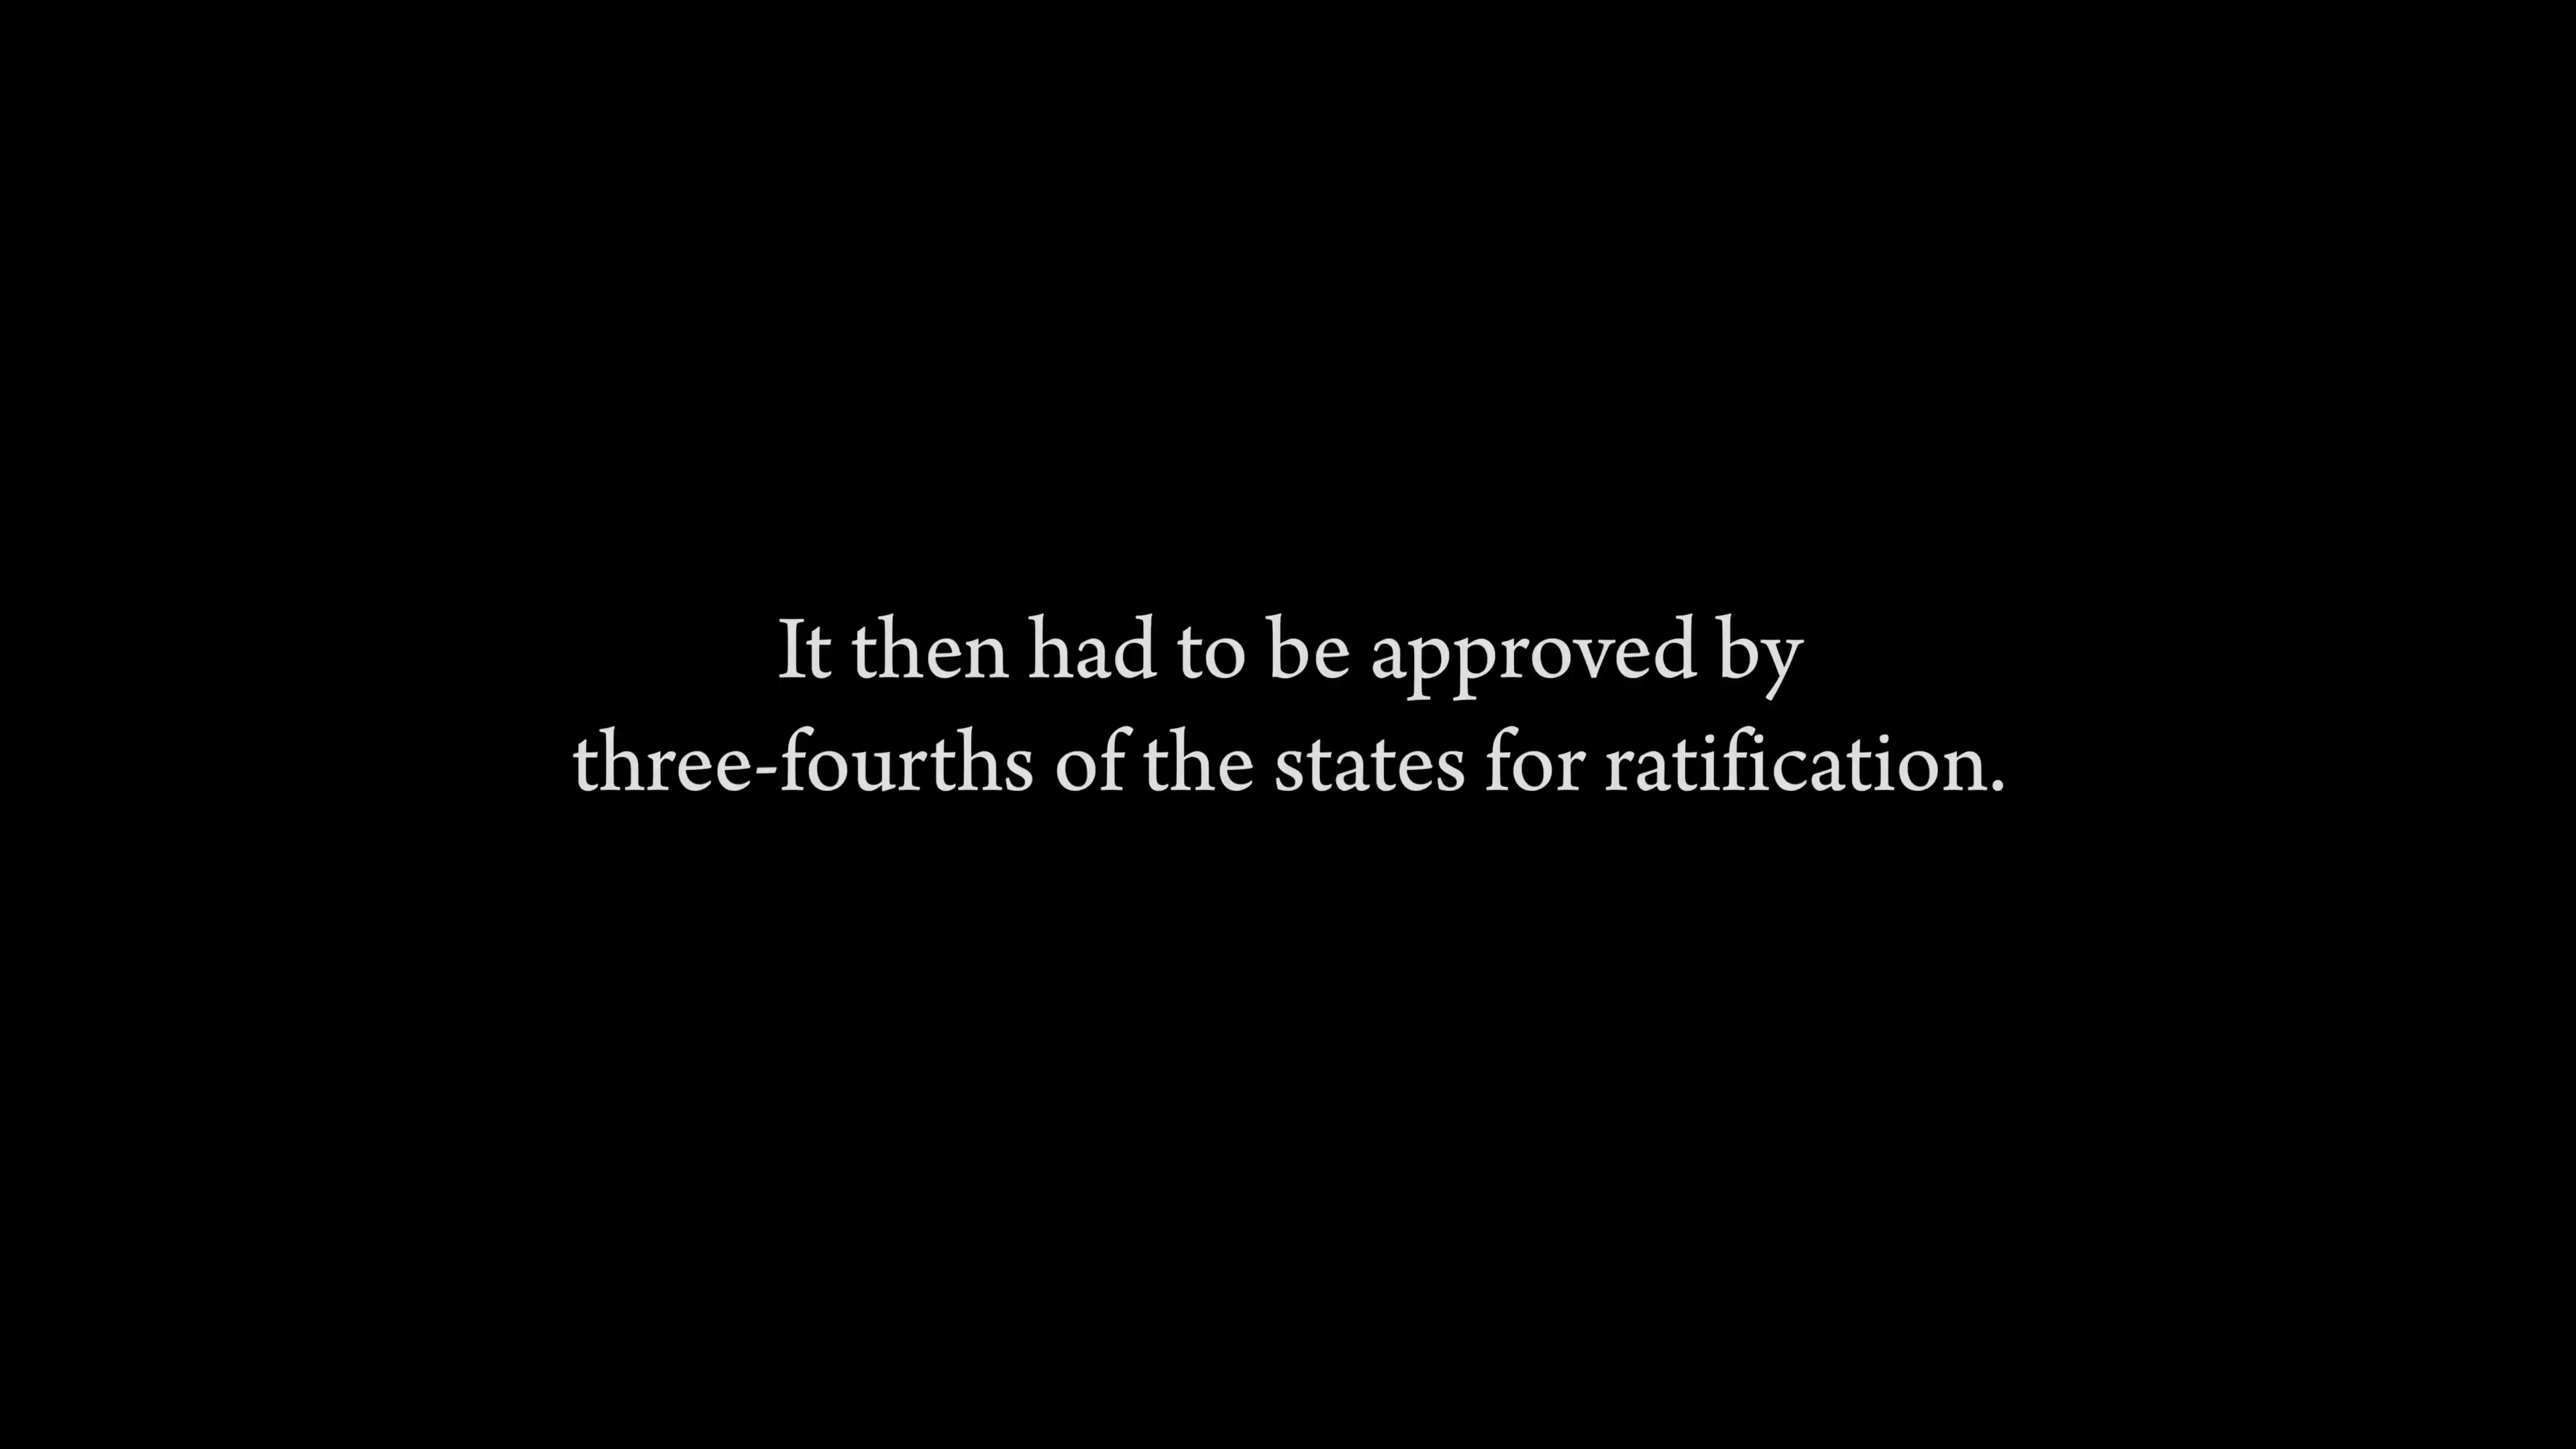 It then had to be approved by
three-fourths of the states for ratification.